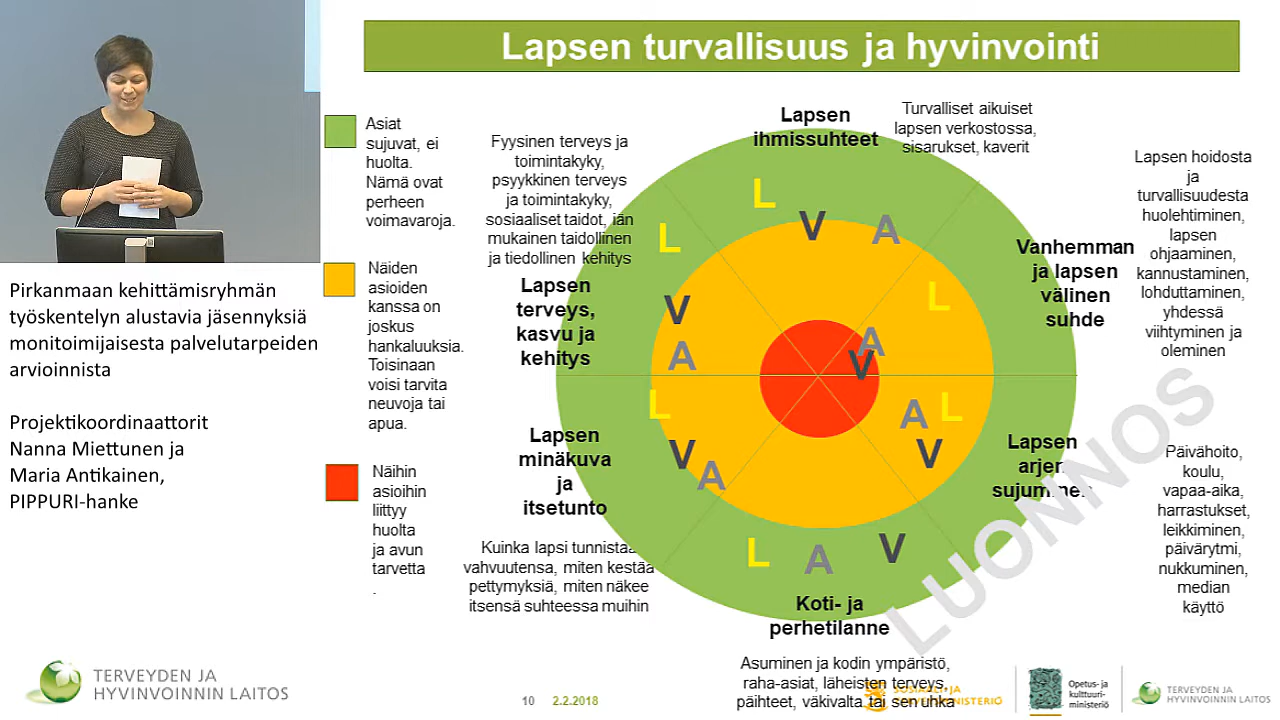 Lapsen turvallisuus ja hyvinvointi
Asiat
sujuvat, ei
huolta.
Nämä ovat
perheen
voimavaroja.
Näiden
asioiden
kanssa on
joskus
hankaluuksia.
Toisinaan
voisi tarvita
neuvoja tai
apua.
Näihin
asioihin
liittyy
huolta
ja avun
tarvetta
.
Fyysinen terveys ja
toimintakyky,
psyykkinen terveys
ja toimintakyky,
sosiaaliset taidot, iän
mukainen taidollinen
ja tiedollinen kehitys
Lapsen
terveys,
kasvu ja
kehitys
Lapsen
ihmissuhteet
Turvalliset aikuiset
lapsen verkostossa,
sisarukset, kaverit
Vanhemman
ja lapsen
välinen
suhde
Lapsen hoidosta
ja
turvallisuudesta
huolehtiminen,
lapsen
ohjaaminen,
kannustaminen,
lohduttaminen,
yhdessä
viihtyminen ja
oleminen
L
V
A
L
V
A
L
A
V
L
V
A
A
L
V
L
A
V
Lapsen
minäkuva
ja
itsetunto
Kuinka lapsi tunnistaa
vahvuutensa, miten kestää
pettymyksiä, miten näkee
itsensä suhteessa muihin
Lapsen
arjen
sujuminen
Päivähoito,
koulu,
vapaa-aika,
harrastukset,
leikkiminen,
päivärytmi,
nukkuminen,
median
käyttö
Koti- ja
perhetilanne
Asuminen ja kodin ympäristö,
raha-asiat, läheisten terveys,
päihteet, väkivalta tai sen uhka
LUONNOS
Pirkanmaan kehittämisryhmän
työskentelyn alustavia jäsennyksiä
monitoimijaisesta palvelutarpeiden
arvioinnista
Projektikoordinaattorit
Nanna Miettunen ja
Maria Antikainen,
PIPPURI-hanke
TERVEYDEN JA
HYVINVOINNIN LAITOS
10 2.2.2018
SOSIAALI- JA
TERVEYSMINISTERIÖ
Opetus- ja
kulttuuri-
ministeriö
TERVEYDEN JA
HYVINVOINNIN LAITOS